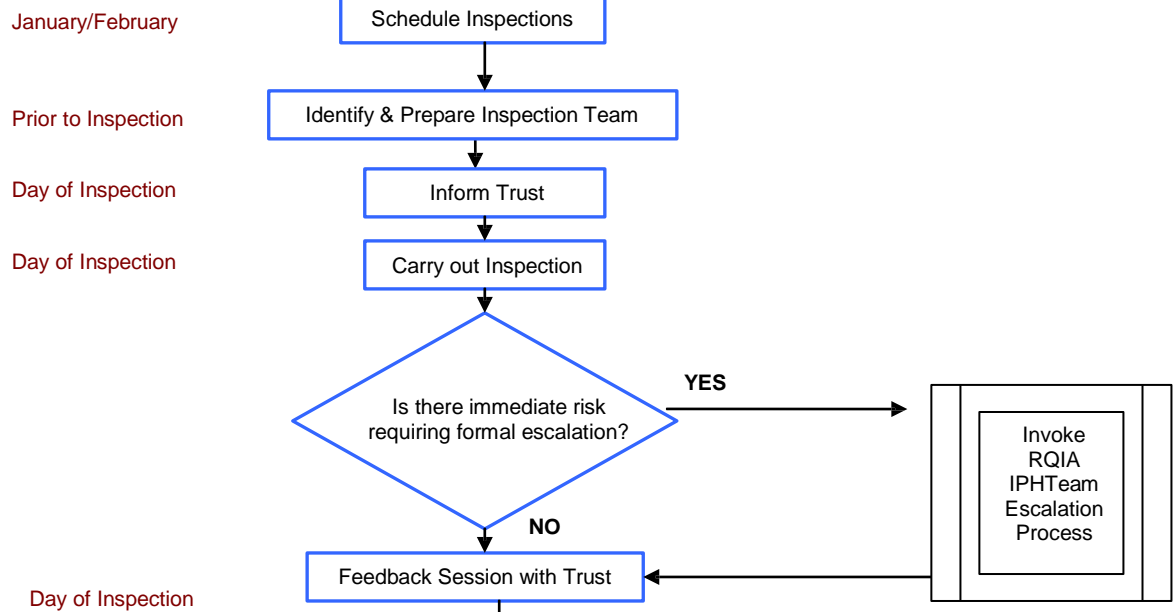 January/February
Schedule Inspections
Prior to Inspection
Identify & Prepare Inspection Team
Day of Inspection
Inform Trust
Day of Inspection
Carry out Inspection
Is there immediate risk
requiring formal escalation?
YES
Invoke
RQIA
IPHTeam
Escalation
Process
NO
Feedback Session with Trust
Day of Inspection